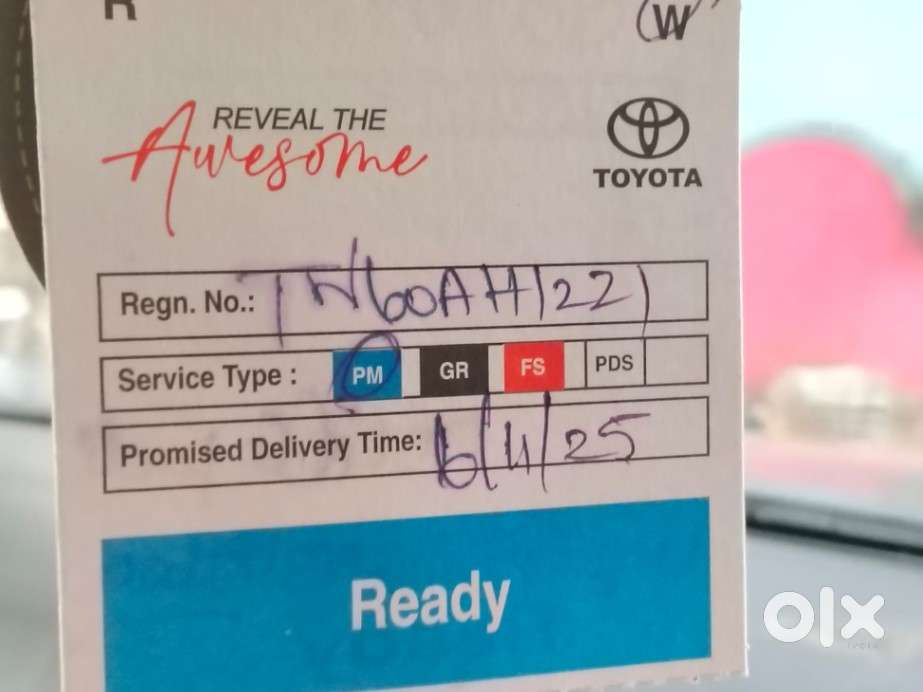 R W
REVEAL THE
Awesome
TOYOTA
Regn. No.: TN60AH1221
Service Type : PM GR FS PDS
Promised Delivery Time: 6/11/25
Ready
olx